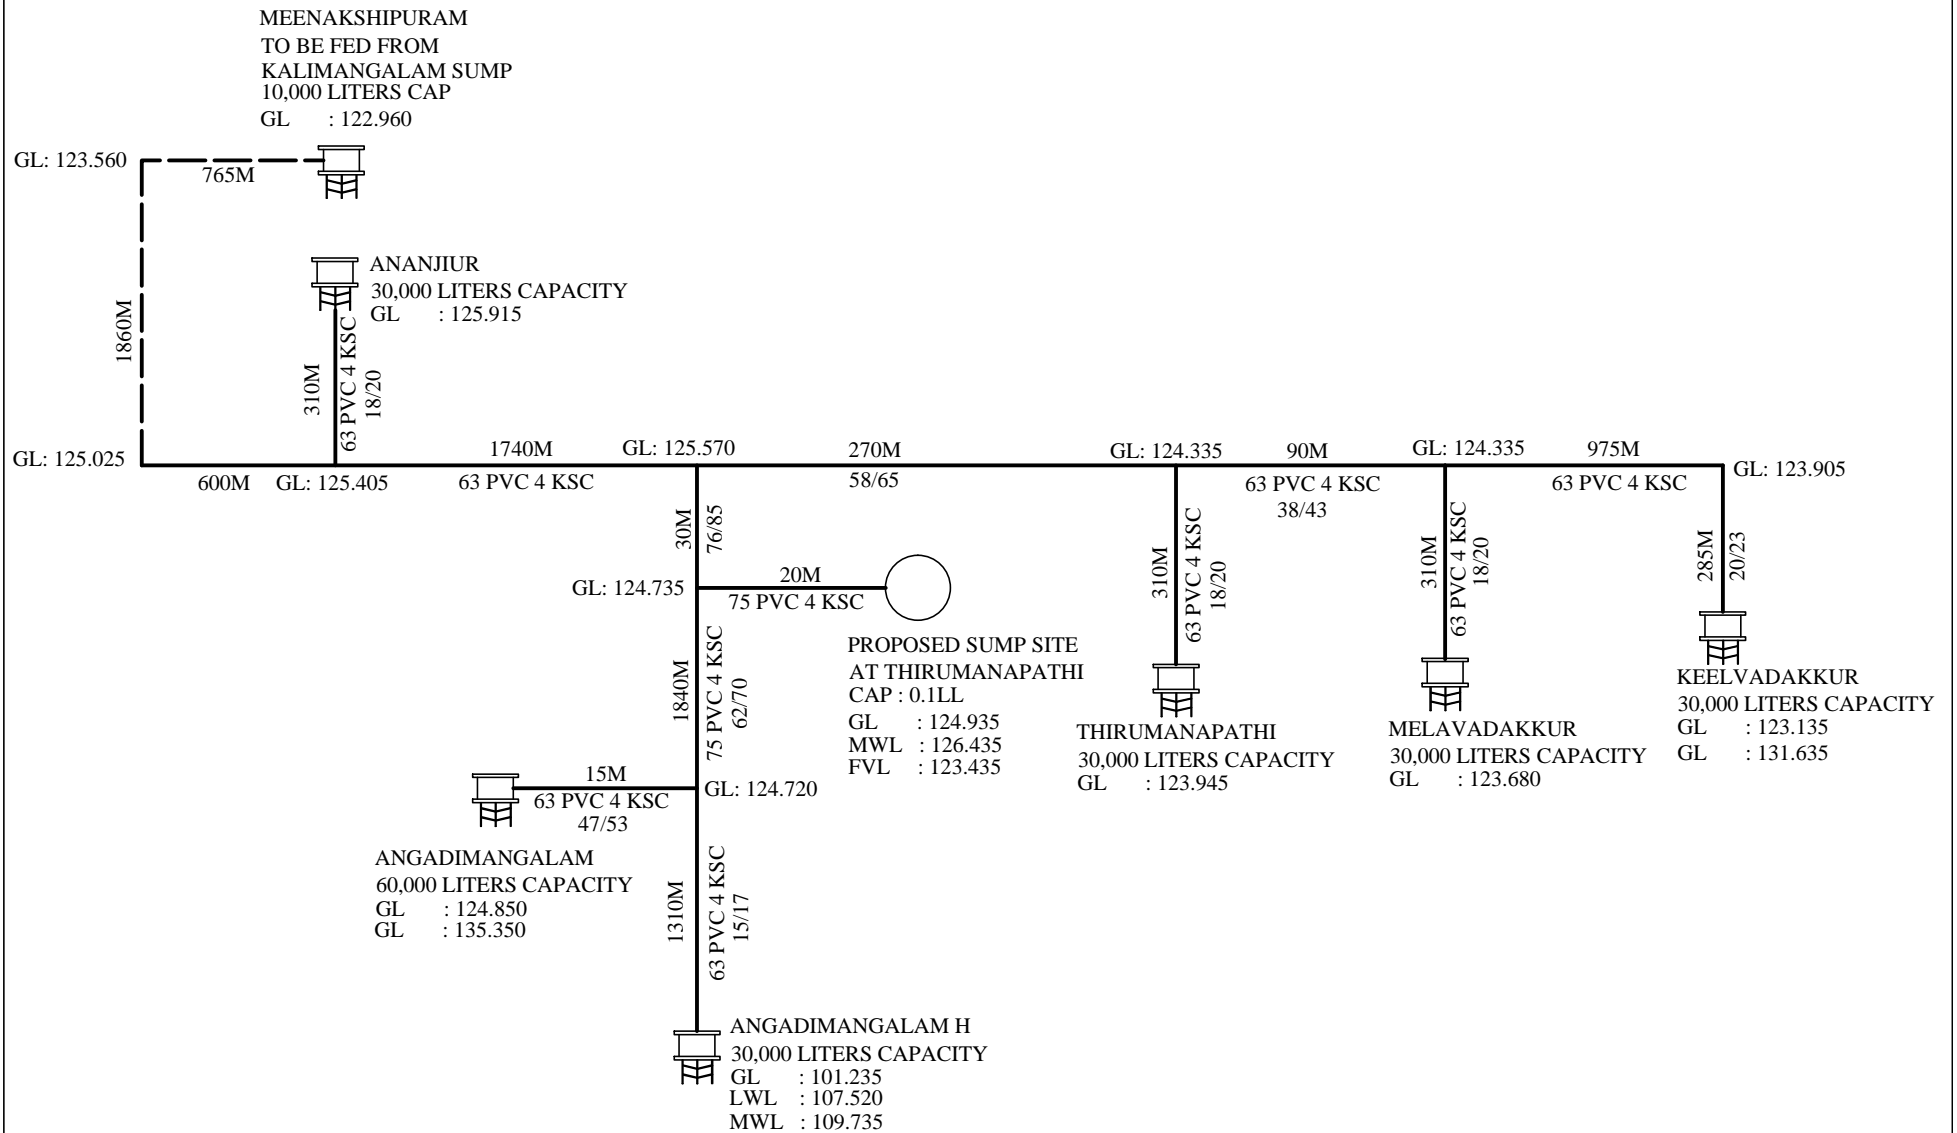 MEENAKSHIPURAM
TO BE FED FROM
KALIMANGALAM SUMP
10,000 LITERS CAP
GL : 122.960
GL: 123.560
765M
1860M
ANANJIUR
30,000 LITERS CAPACITY
GL : 125.915
310M
63 PVC 4 KSC
18/20
GL: 125.025
600M
GL: 125.405
1740M
63 PVC 4 KSC
GL: 125.570
270M
58/65
GL: 124.335
90M
63 PVC 4 KSC
38/43
GL: 124.335
975M
63 PVC 4 KSC
GL: 123.905
30M
76/85
GL: 124.735
20M
75 PVC 4 KSC
PROPOSED SUMP SITE
AT THIRUMANAPATHI
CAP : 0.1LL
GL : 124.935
MWL : 126.435
FVL : 123.435
1840M
75 PVC 4 KSC
62/70
310M
63 PVC 4 KSC
18/20
THIRUMANAPATHI
30,000 LITERS CAPACITY
GL : 123.945
310M
63 PVC 4 KSC
18/20
MELAVADAKKUR
30,000 LITERS CAPACITY
GL : 123.680
285M
20/23
KEELVADAKKUR
30,000 LITERS CAPACITY
GL : 123.135
GL : 131.635
15M
63 PVC 4 KSC
47/53
GL: 124.720
ANGADIMANGALAM
60,000 LITERS CAPACITY
GL : 124.850
GL : 135.350
1310M
63 PVC 4 KSC
15/17
ANGADIMANGALAM H
30,000 LITERS CAPACITY
GL : 101.235
LWL : 107.520
MWL : 109.735